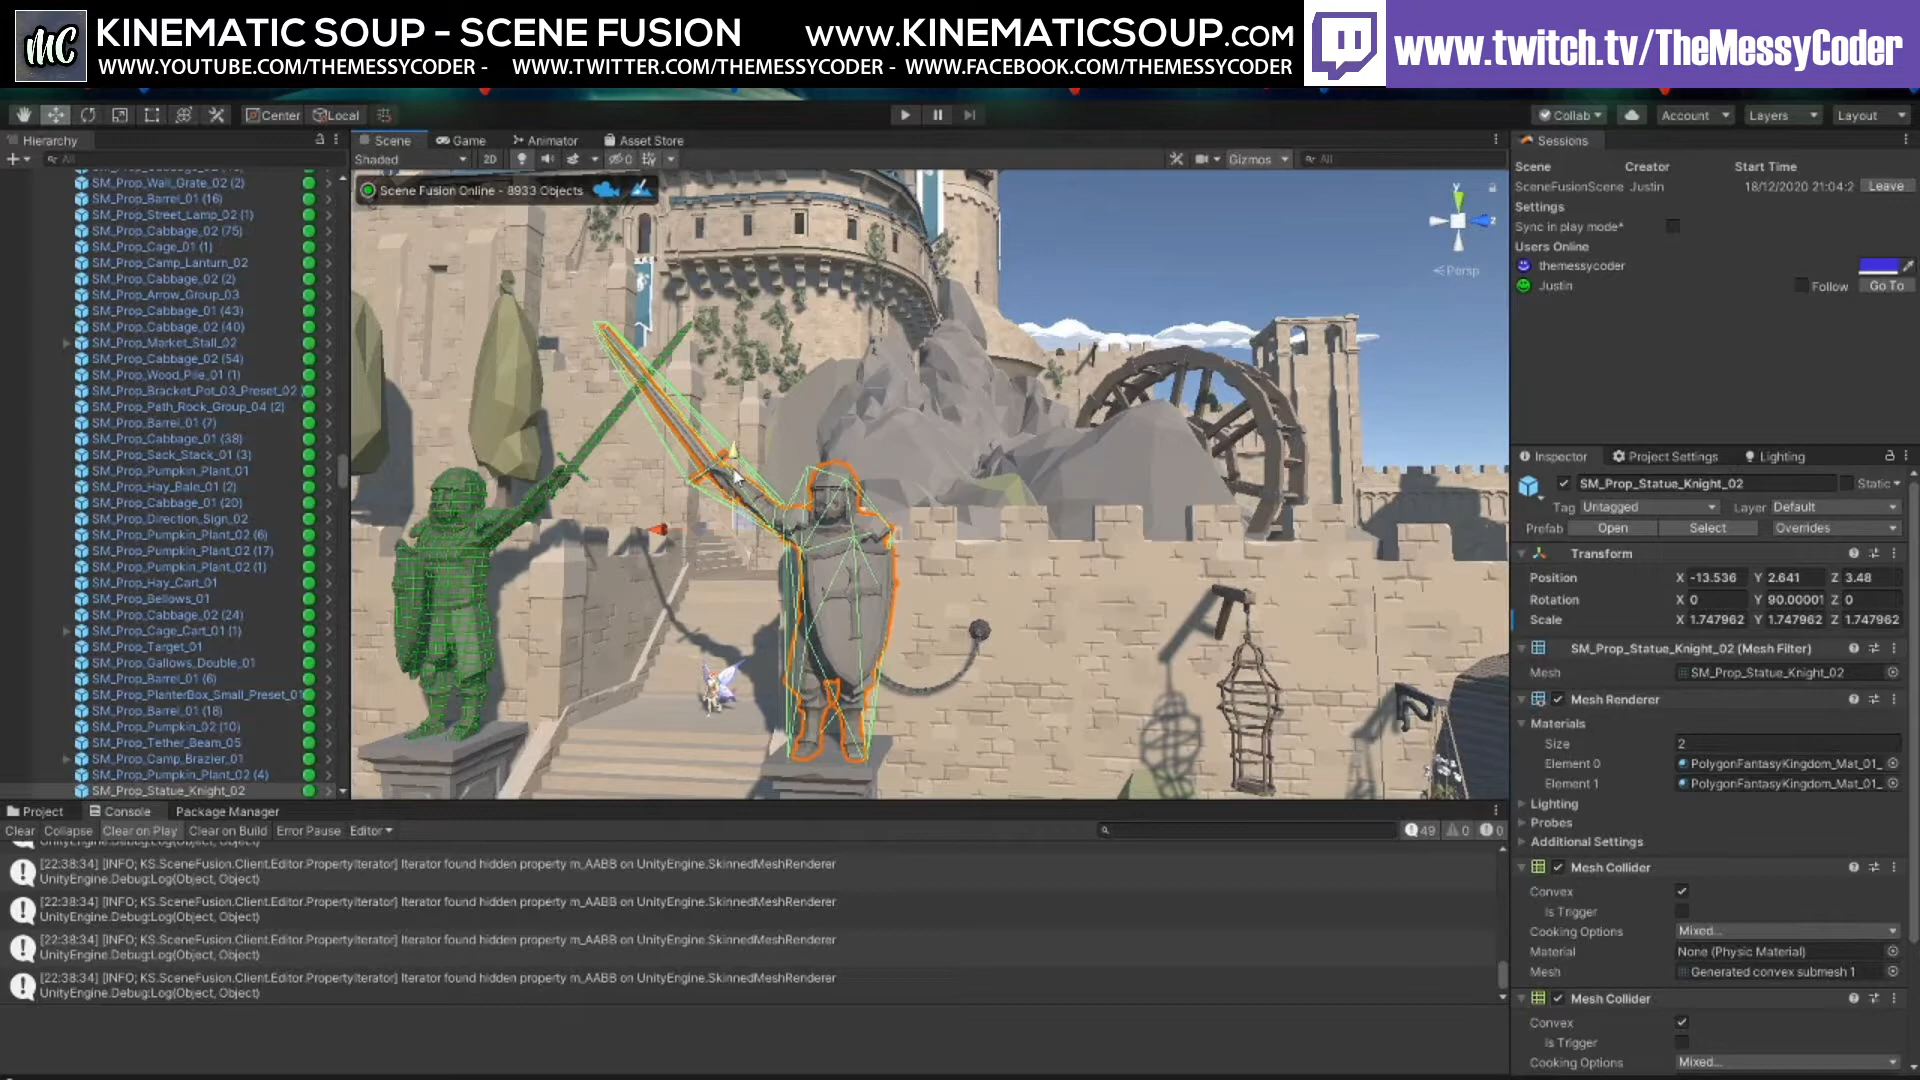 MC
KINEMATIC SOUP - SCENE FUSION
www.KINEMATICSOUP.com
WWW.YOUTUBE.COM/THEMESSYCODER - WWW.TWITTER.COM/THEMESSYCODER - WWW.FACEBOOK.COM/THEMESSYCODER
www.twitch.tv/TheMessyCoder
Center
Local
Collab
Account
Layers
Layout
Hierarchy
All
SM_Prop_Wall_Grate_02 (2)
SM_Prop_Barrel_01 (16)
SM_Prop_Street_Lamp_02 (1)
SM_Prop_Cabbage_02 (75)
SM_Prop_Cage_01 (1)
SM_Prop_Camp_Lanturn_02
SM_Prop_Cabbage_02 (2)
SM_Prop_Arrow_Group_03
SM_Prop_Cabbage_01 (43)
SM_Prop_Cabbage_02 (40)
SM_Prop_Market_Stall_02
SM_Prop_Cabbage_02 (54)
SM_Prop_Wood_Pile_01 (1)
SM_Prop_Bracket_Pot_03_Preset_02
SM_Prop_Path_Rock_Group_04 (2)
SM_Prop_Barrel_01 (7)
SM_Prop_Cabbage_01 (38)
SM_Prop_Sack_Stack_01 (3)
SM_Prop_Pumpkin_Plant_01
SM_Prop_Hay_Bale_01 (2)
SM_Prop_Cabbage_01 (20)
SM_Prop_Direction_Sign_02
SM_Prop_Pumpkin_Plant_02 (6)
SM_Prop_Pumpkin_Plant_02 (17)
SM_Prop_Pumpkin_Plant_02 (1)
SM_Prop_Hay_Cart_01
SM_Prop_Bellows_01
SM_Prop_Cabbage_02 (24)
SM_Prop_Cage_Cart_01 (1)
SM_Prop_Target_01
SM_Prop_Gallows_Double_01
SM_Prop_Barrel_01 (6)
SM_Prop_PlanterBox_Small_Preset_01
SM_Prop_Barrel_01 (18)
SM_Prop_Pumpkin_02 (10)
SM_Prop_Tether_Beam_05
SM_Prop_Camp_Brazier_01
SM_Prop_Pumpkin_Plant_02 (4)
SM_Prop_Statue_Knight_02
Scene
Game
Animator
Asset Store
Shaded
2D
0
Gizmos
All
Scene Fusion Online - 8933 Objects
y
z
Persp
Sessions
Scene Creator Start Time
SceneFusionScene Justin 18/12/2020 21:04:2 Leave
Settings
Sync in play mode*
Users Online
themessycoder
Justin Follow Go To
Inspector
Project Settings
Lighting
SM_Prop_Statue_Knight_02 Static
Tag Untagged Layer Default
Prefab Open Select Overrides
Transform
Position X -13.536 Y 2.641 Z 3.48
Rotation X 0 Y 90.00001 Z 0
Scale X 1.747962 Y 1.747962 Z 1.747962
SM_Prop_Statue_Knight_02 (Mesh Filter)
Mesh SM_Prop_Statue_Knight_02
Mesh Renderer
Materials
Size 2
Element 0 PolygonFantasyKingdom_Mat_01_
Element 1 PolygonFantasyKingdom_Mat_01_
Lighting
Probes
Additional Settings
Mesh Collider
Convex
Is Trigger
Cooking Options Mixed...
Material None (Physic Material)
Mesh Generated convex submesh 1
Mesh Collider
Convex
Is Trigger
Cooking Options Mixed...
Project
Console
Package Manager
Clear Collapse Clear on Play Clear on Build Error Pause Editor
49 0 0
UnityEngine.Debug:Log(Object, Object)
[22:38:34] [INFO; KS.SceneFusion.Client.Editor.PropertyIterator] Iterator found hidden property m_AABB on UnityEngine.SkinnedMeshRenderer
UnityEngine.Debug:Log(Object, Object)
[22:38:34] [INFO; KS.SceneFusion.Client.Editor.PropertyIterator] Iterator found hidden property m_AABB on UnityEngine.SkinnedMeshRenderer
UnityEngine.Debug:Log(Object, Object)
[22:38:34] [INFO; KS.SceneFusion.Client.Editor.PropertyIterator] Iterator found hidden property m_AABB on UnityEngine.SkinnedMeshRenderer
UnityEngine.Debug:Log(Object, Object)
[22:38:34] [INFO; KS.SceneFusion.Client.Editor.PropertyIterator] Iterator found hidden property m_AABB on UnityEngine.SkinnedMeshRenderer
UnityEngine.Debug:Log(Object, Object)